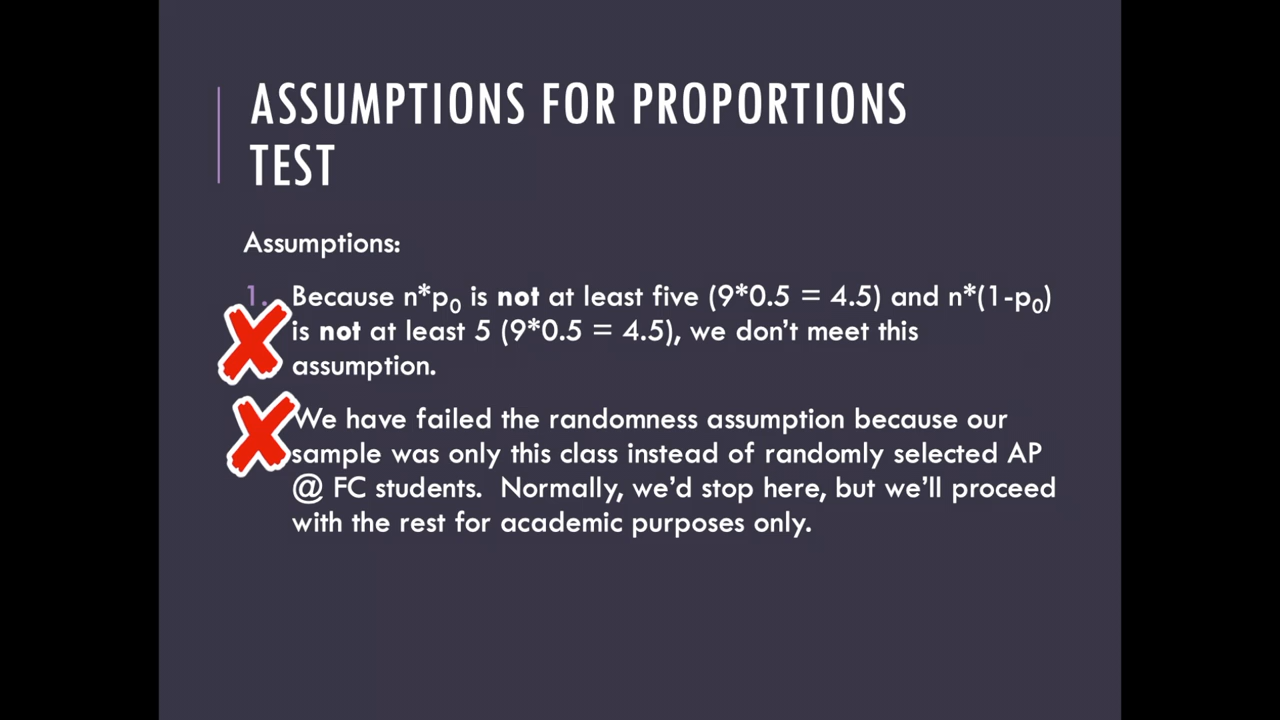 ASSUMPTIONS FOR PROPORTIONS
TEST
Assumptions:
1. Because n*p₀ is not at least five (9*0.5 = 4.5) and n*(1-p₀)
is not at least 5 (9*0.5 = 4.5), we don’t meet this
assumption.
We have failed the randomness assumption because our
sample was only this class instead of randomly selected AP
@ FC students.  Normally, we’d stop here, but we’ll proceed
with the rest for academic purposes only.